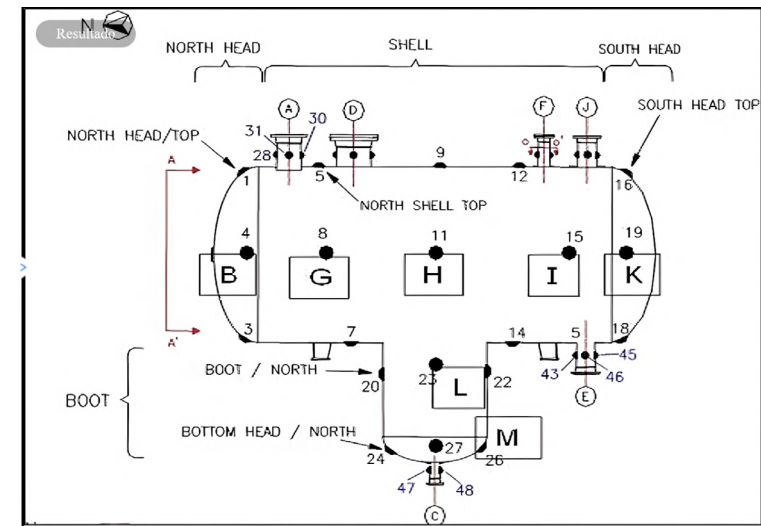 N
Resultado
NORTH HEAD
SHELL
SOUTH HEAD
A
D
F
J
SOUTH HEAD TOP
NORTH HEAD/TOP
31
30
28
5
9
12
16
A
1
NORTH SHELL TOP
4
8
11
15
19
B
G
H
I
K
3
7
14
5
18
A'
BOOT / NORTH
20
23
L
22
43
46
45
E
BOOT
BOTTOM HEAD / NORTH
24
27
M
26
47
48
C